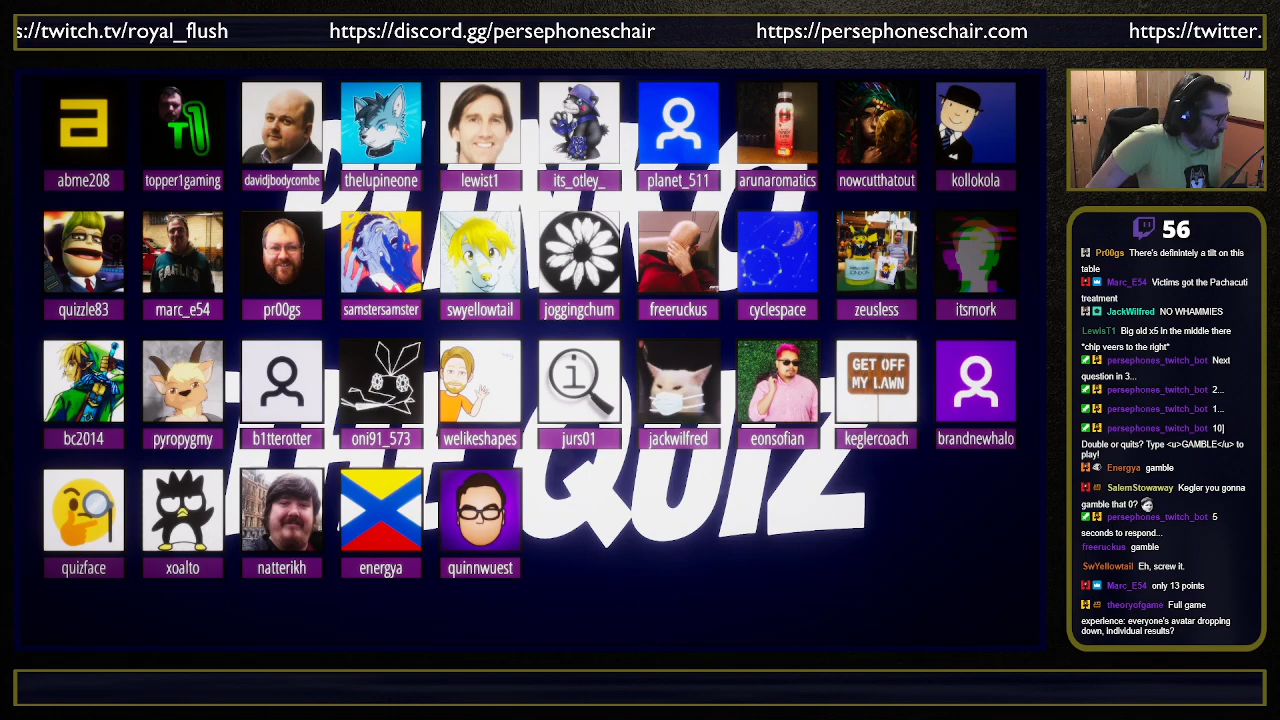 s://twitch.tv/royal_flush https://discord.gg/persephoneschair https://persephoneschair.com https://twitter.
abme208 topper1gaming davidjbodycombe thelupineone lewist1 its_otley_ planet_511 arunaromatics nowcutthatout kollokola
quizzle83 marc_e54 pr00gs samstersamster swyellowtail joggingchum freeruckus cyclespace zeusless itsmork
GET OFF
MY LAWN
bc2014 pyropygmy b1tterotter oni91_573 welikeshapes jurs01 jackwilfred eonsofian keglercoach brandnewhalo
THE QUIZ
quizface xoalto natterikh energya quinnwuest
56
Pr00gs There's definintely a tilt on this
table
Marc_E54 Victims got the Pachacuti
treatment
JackWilfred NO WHAMMIES
LewisT1 Big old x5 in the middle there
*chip veers to the right*
persephones_twitch_bot Next
question in 3...
persephones_twitch_bot 2...
persephones_twitch_bot 1...
persephones_twitch_bot 10]
Double or quits? Type <u>GAMBLE</u> to
play!
Energya gamble
SalemStowaway Kegler you gonna
gamble that 0?
persephones_twitch_bot 5
seconds to respond...
freeruckus gamble
SwYellowtail Eh, screw it.
Marc_E54 only 13 points
theoryofgame Full game
experience: everyone's avatar dropping
down, individual results?